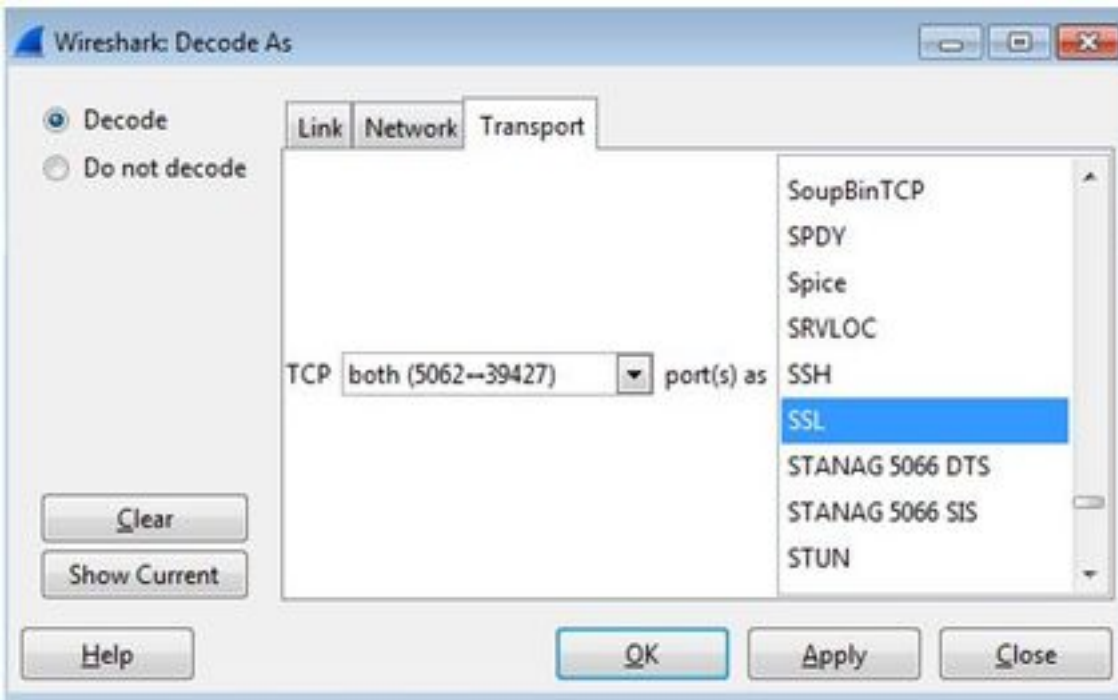 Wireshark: Decode As
Decode
Do not decode
Link Network Transport
TCP both (5062--39427) port(s) as
SoupBinTCP
SPDY
Spice
SRVLOC
SSH
SSL
STANAG 5066 DTS
STANAG 5066 SIS
STUN
Clear
Show Current
Help
OK
Apply
Close